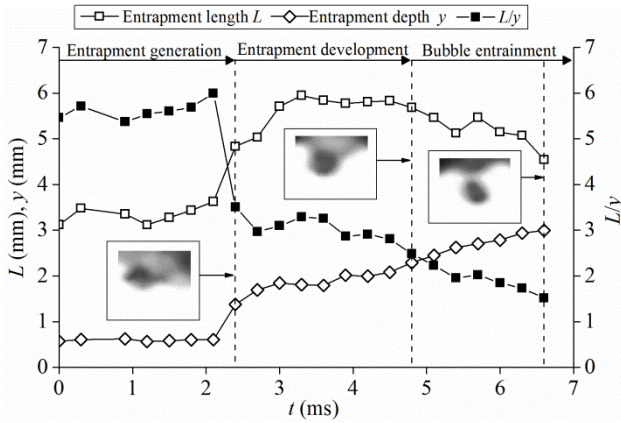 Entrapment length L Entrapment depth y L/y
7 7
Entrapment generation Entrapment development Bubble entrainment
6 6
5 5
4 4
3 3
2 2
1 1
0 0
L (mm), y (mm)
L/y
0 1 2 3 4 5 6 7
t (ms)